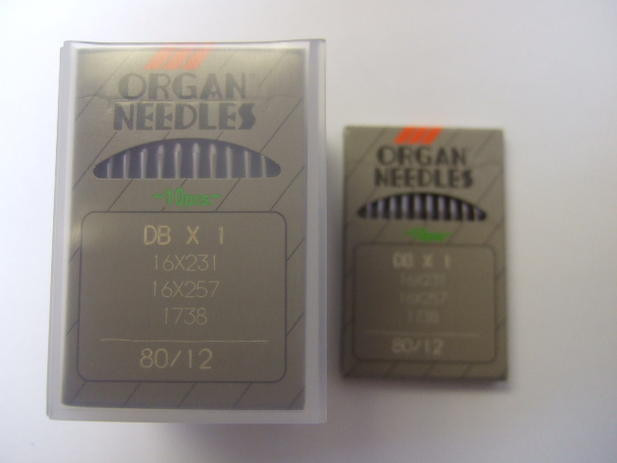 ORGAN
NEEDLES
10pcs
DB X 1
16X231
16X257
1738
80/12
ORGAN
NEEDLES
DB X 1
16X231
16X257
1738
80/12